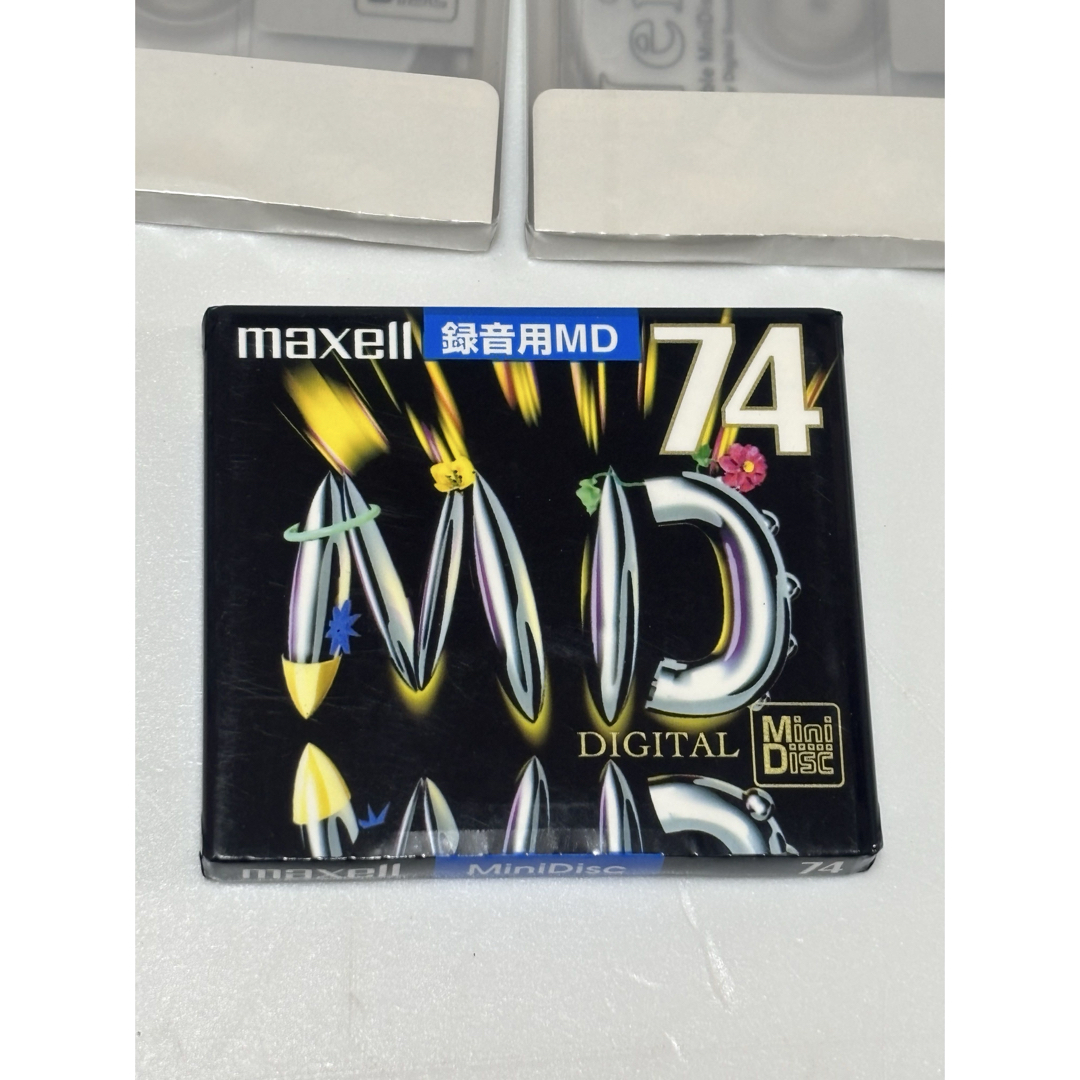 maxell 録音用MD 74
MD
DIGITAL Mini Disc
maxell MiniDisc 74